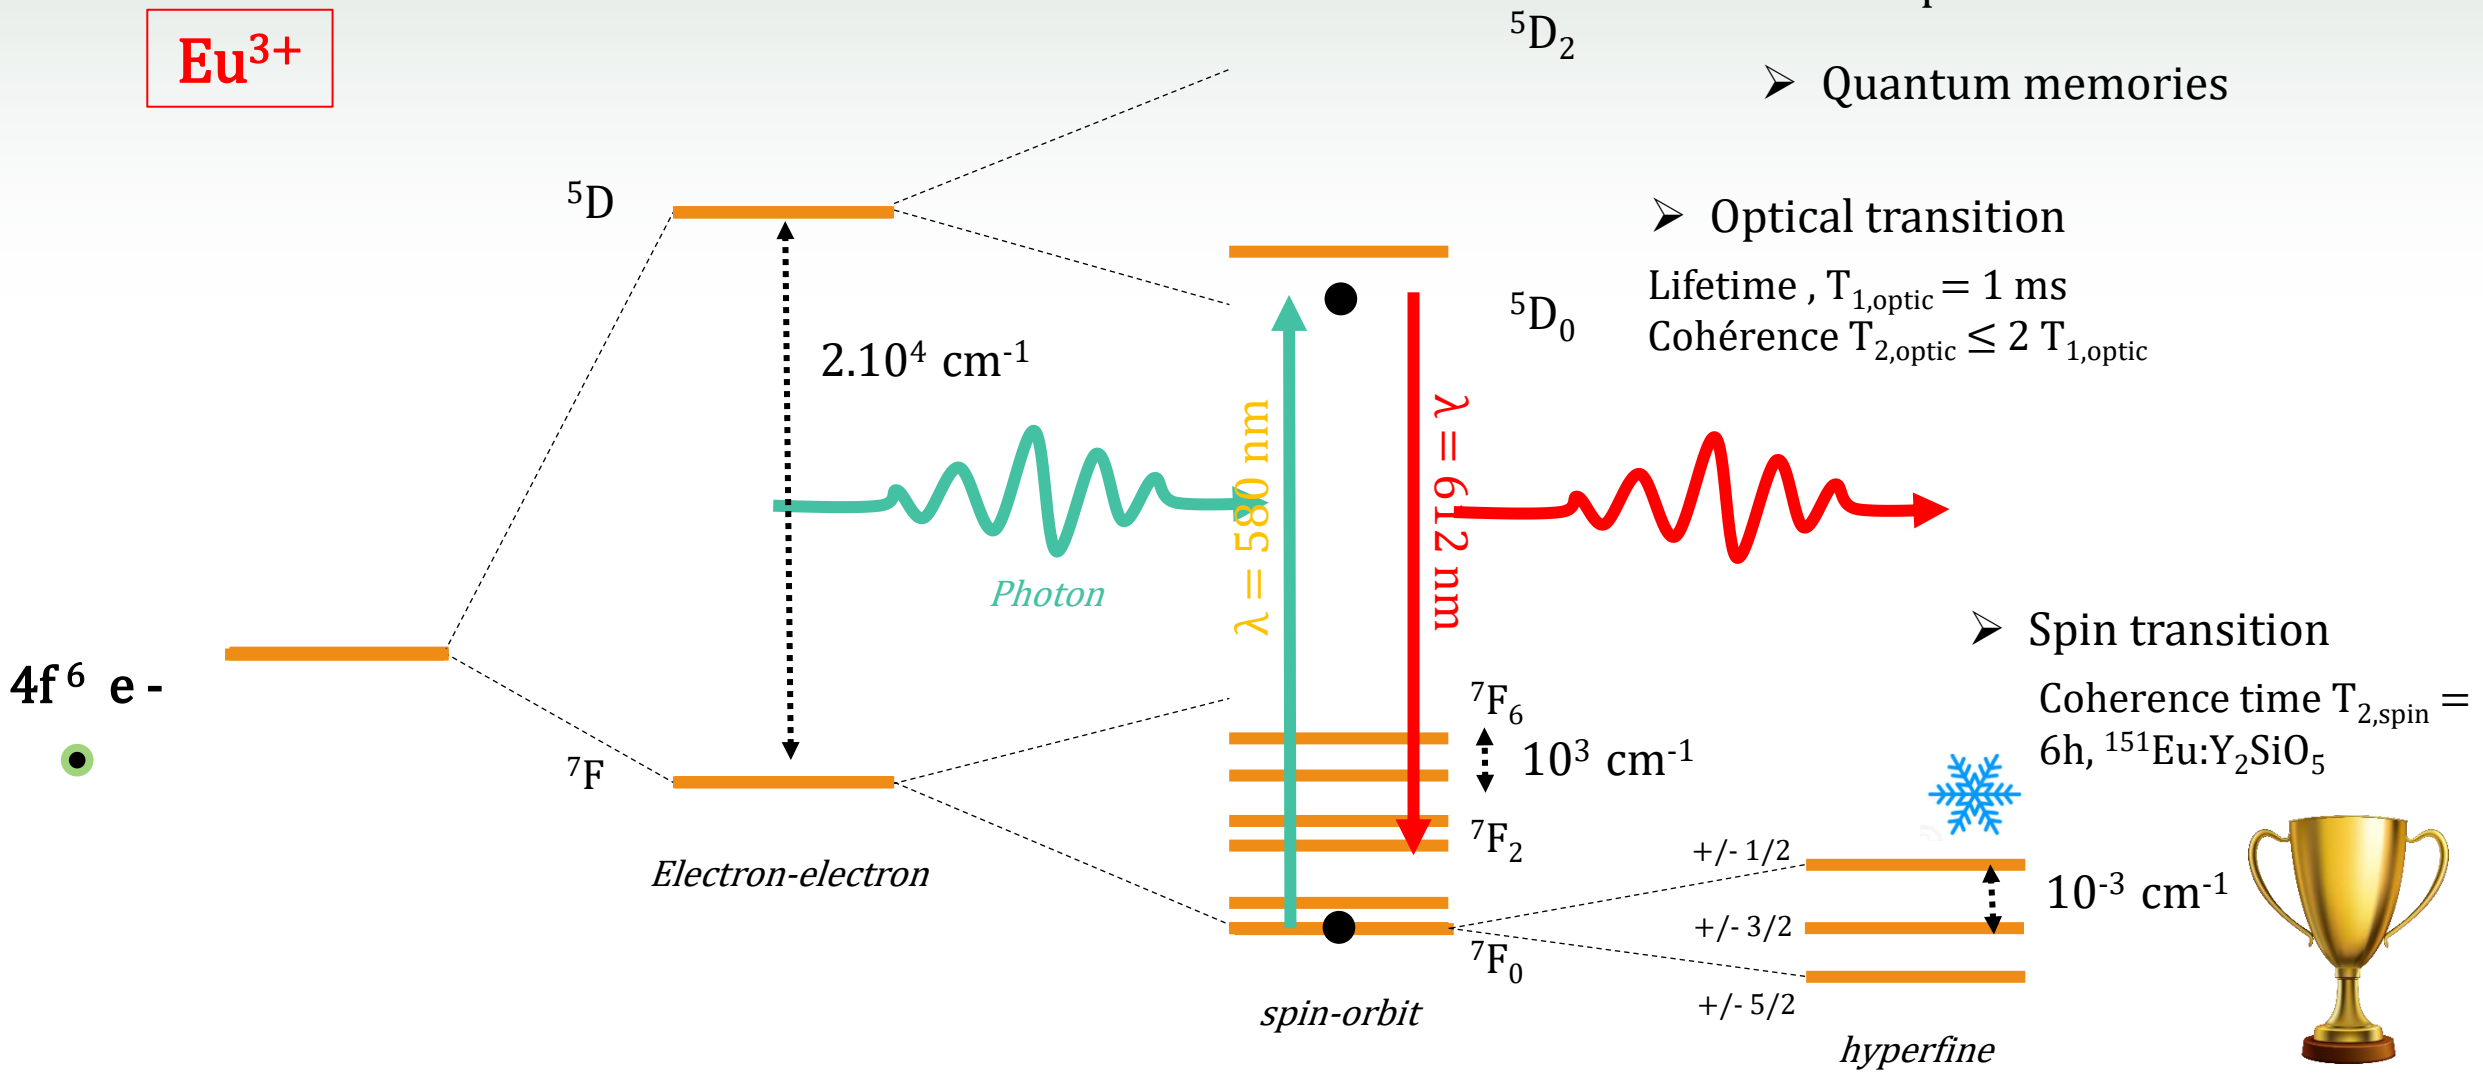 Eu³⁺
⁵D₂
➢ Quantum memories
⁵D
➢ Optical transition
Lifetime , T₁,optic = 1 ms
⁵D₀
Cohérence T₂,optic ≤ 2 T₁,optic
2.10⁴ cm⁻¹
λ = 580 nm
λ = 612 nm
Photon
➢ Spin transition
4f ⁶ e -
Coherence time T₂,spin =
6h, ¹⁵¹Eu:Y₂SiO₅
⁷F₆
10³ cm⁻¹
⁷F
⁷F₂
Electron-electron
+/- 1/2
10⁻³ cm⁻¹
+/- 3/2
⁷F₀
+/- 5/2
spin-orbit
hyperfine